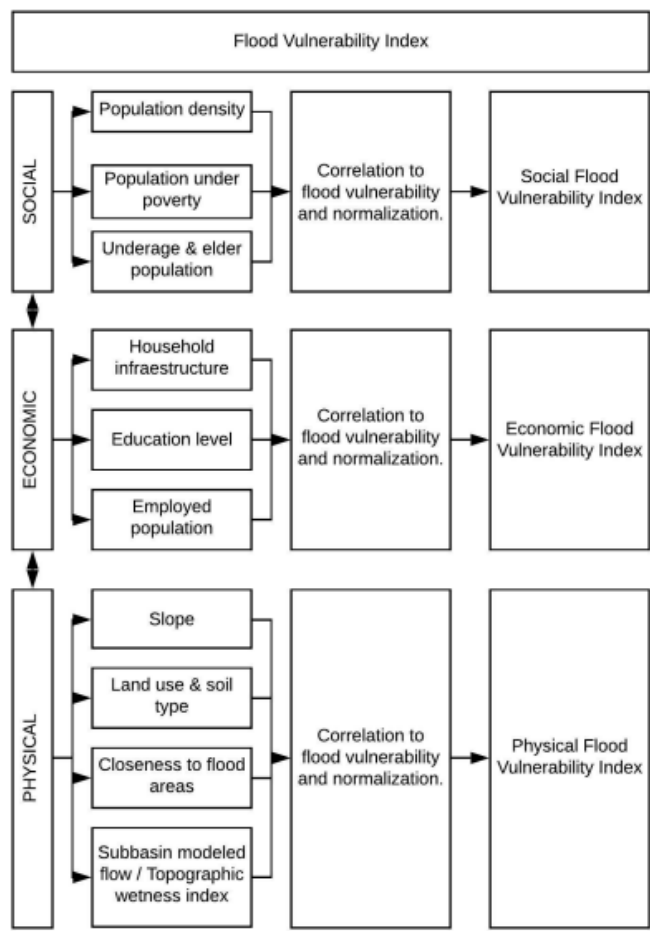 Flood Vulnerability Index
SOCIAL
Population density
Population under
poverty
Underage & elder
population
Correlation to
flood vulnerability
and normalization.
Social Flood
Vulnerability Index
ECONOMIC
Household
infraestructure
Education level
Employed
population
Correlation to
flood vulnerability
and normalization.
Economic Flood
Vulnerability Index
PHYSICAL
Slope
Land use & soil
type
Closeness to flood
areas
Subbasin modeled
flow / Topographic
wetness index
Correlation to
flood vulnerability
and normalization.
Physical Flood
Vulnerability Index